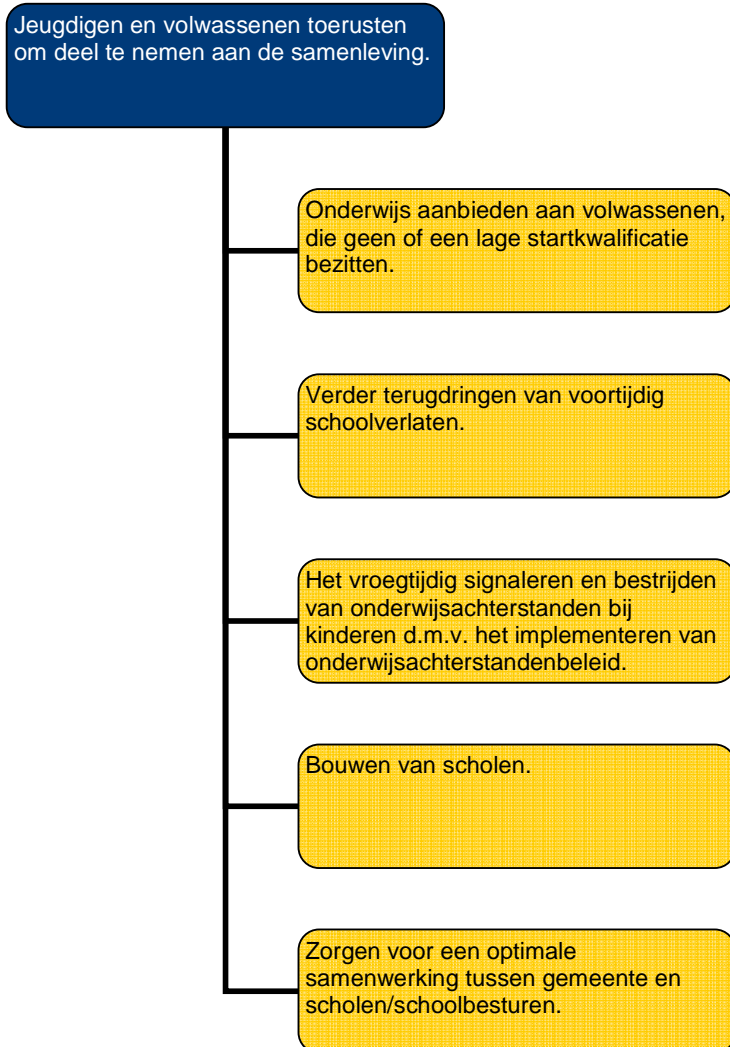 Jeugdigen en volwassenen toerusten
om deel te nemen aan de samenleving.
Onderwijs aanbieden aan volwassenen,
die geen of een lage startkwalificatie
bezitten.
Verder terugdringen van voortijdig
schoolverlaten.
Het vroegtijdig signaleren en bestrijden
van onderwijsachterstanden bij
kinderen d.m.v. het implementeren van
onderwijsachterstandenbeleid.
Bouwen van scholen.
Zorgen voor een optimale
samenwerking tussen gemeente en
scholen/schoolbesturen.